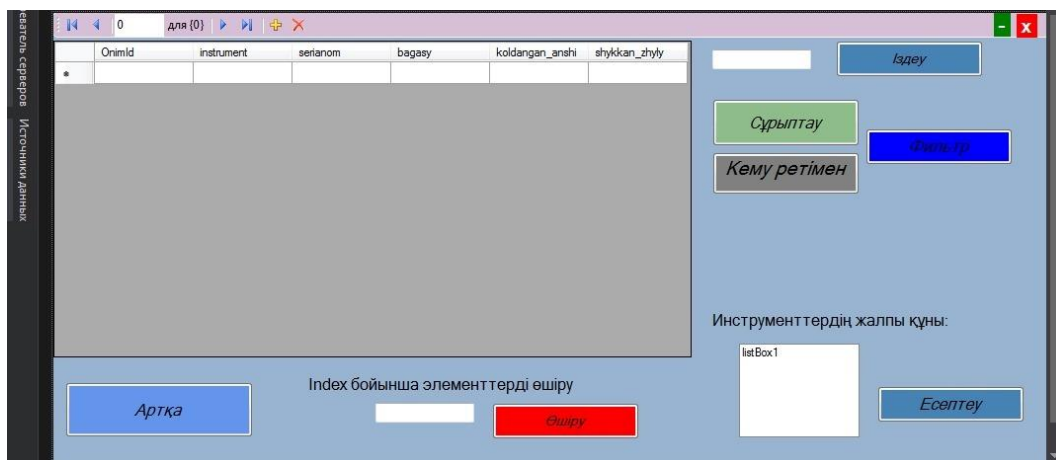 еватель серверов
Источники данных
0 для {0}
- x
OnimId instrument serianom bagasy koldangan_anshi shykkan_zhyly
*
Іздеу
Сұрыптау
Фильтр
Кему ретімен
Инструменттердің жалпы құны:
listBox1
Index бойынша элементтерді өшіру
Артқа
Өшіру
Есептеу